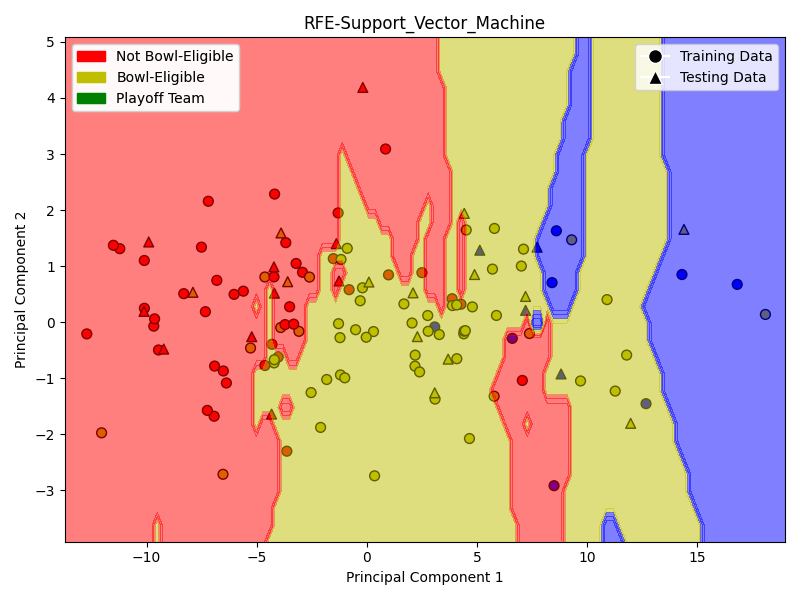 RFE-Support_Vector_Machine
Not Bowl-Eligible
Bowl-Eligible
Playoff Team
Training Data
Testing Data
5
4
3
2
1
0
−1
−2
−3
Principal Component 2
−10
−5
0
5
10
15
Principal Component 1